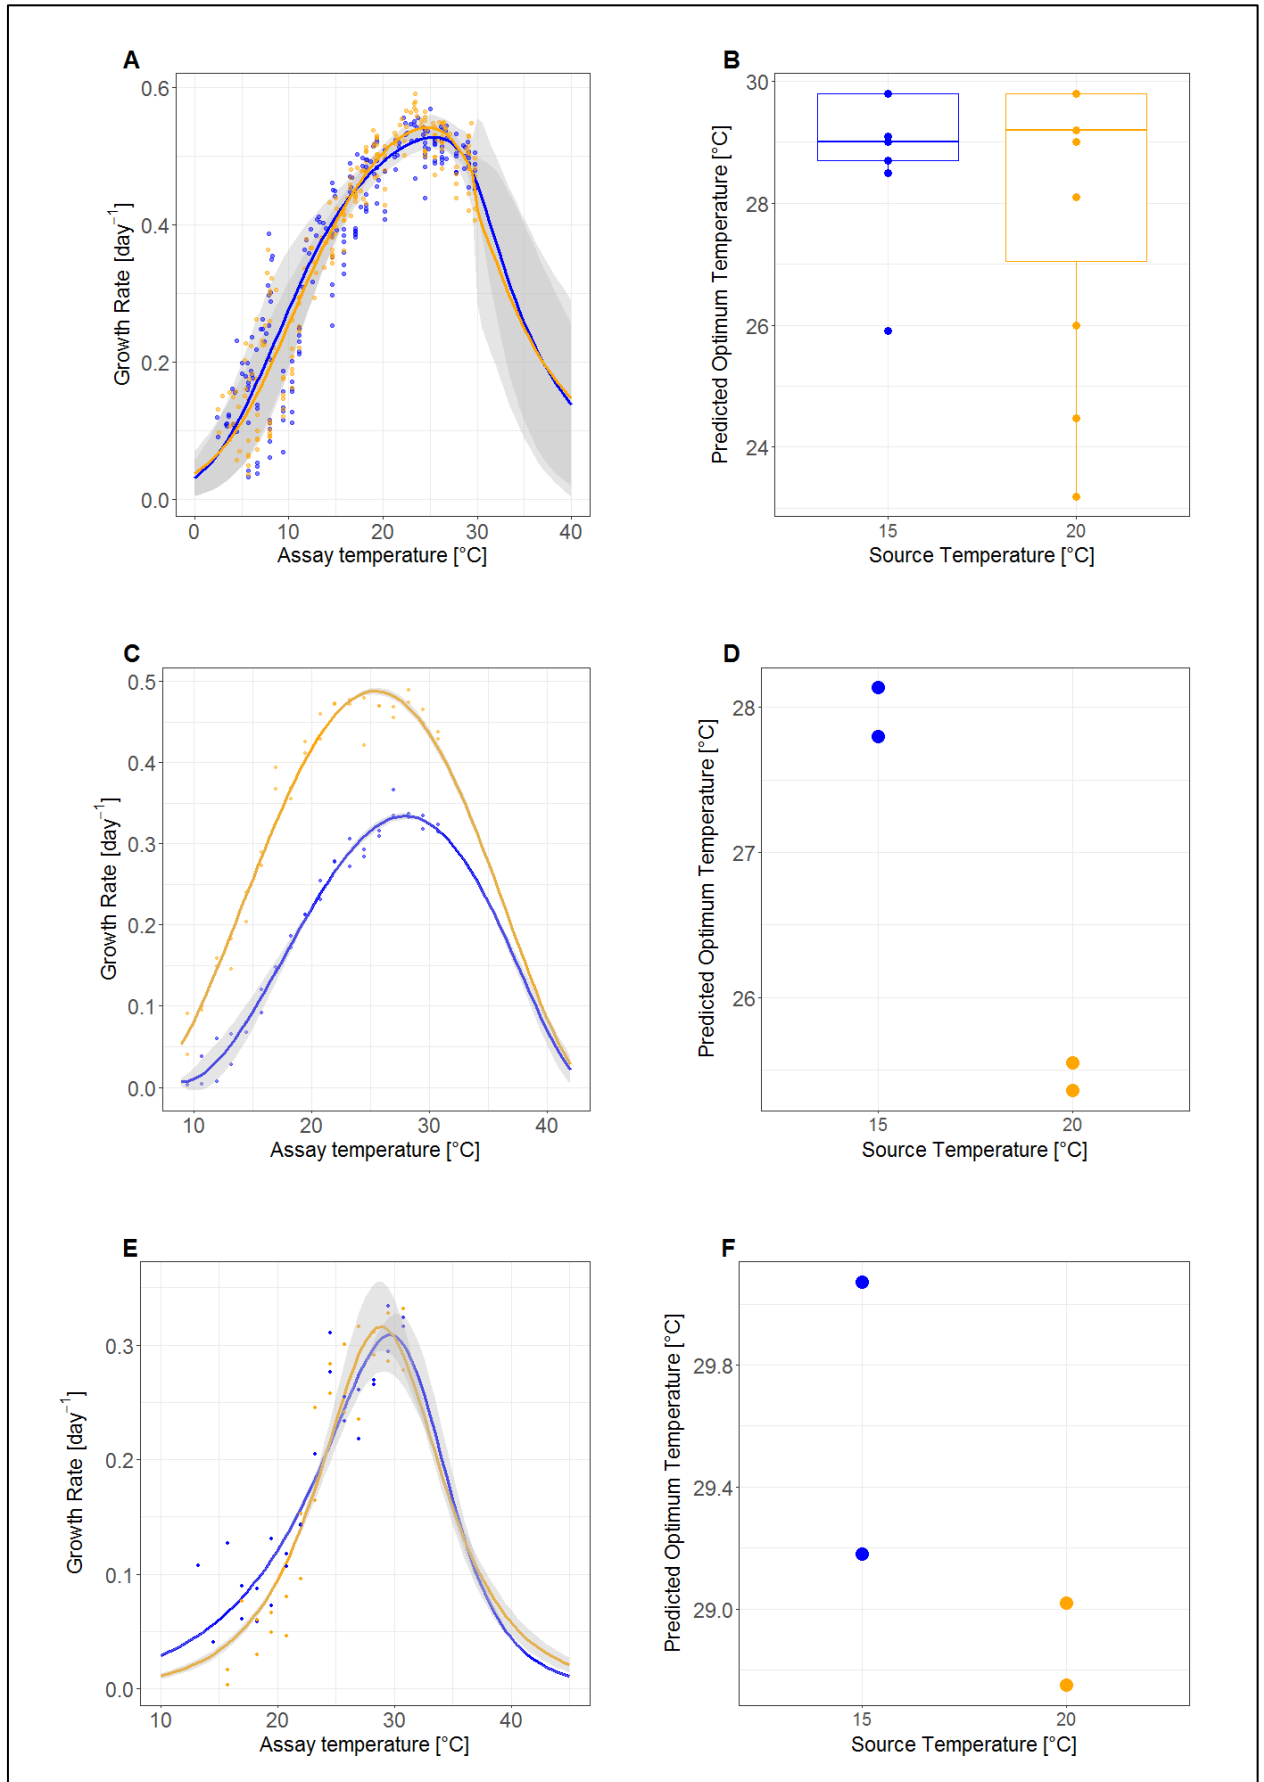 A
Growth Rate [day⁻¹]
0.6
0.4
0.2
0.0
0 10 20 30 40
Assay temperature [°C]
B
Predicted Optimum Temperature [°C]
30
28
26
24
15 20
Source Temperature [°C]
C
Growth Rate [day⁻¹]
0.5
0.4
0.3
0.2
0.1
0.0
10 20 30 40
Assay temperature [°C]
D
Predicted Optimum Temperature [°C]
28
27
26
15 20
Source Temperature [°C]
E
Growth Rate [day⁻¹]
0.3
0.2
0.1
0.0
10 20 30 40
Assay temperature [°C]
F
Predicted Optimum Temperature [°C]
29.8
29.4
29.0
15 20
Source Temperature [°C]